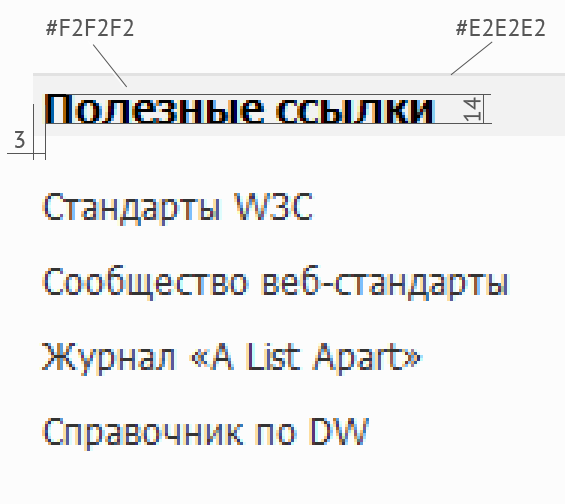 #F2F2F2 #E2E2E2
Полезные ссылки 14
3
Стандарты W3C
Сообщество веб-стандарты
Журнал «A List Apart»
Справочник по DW